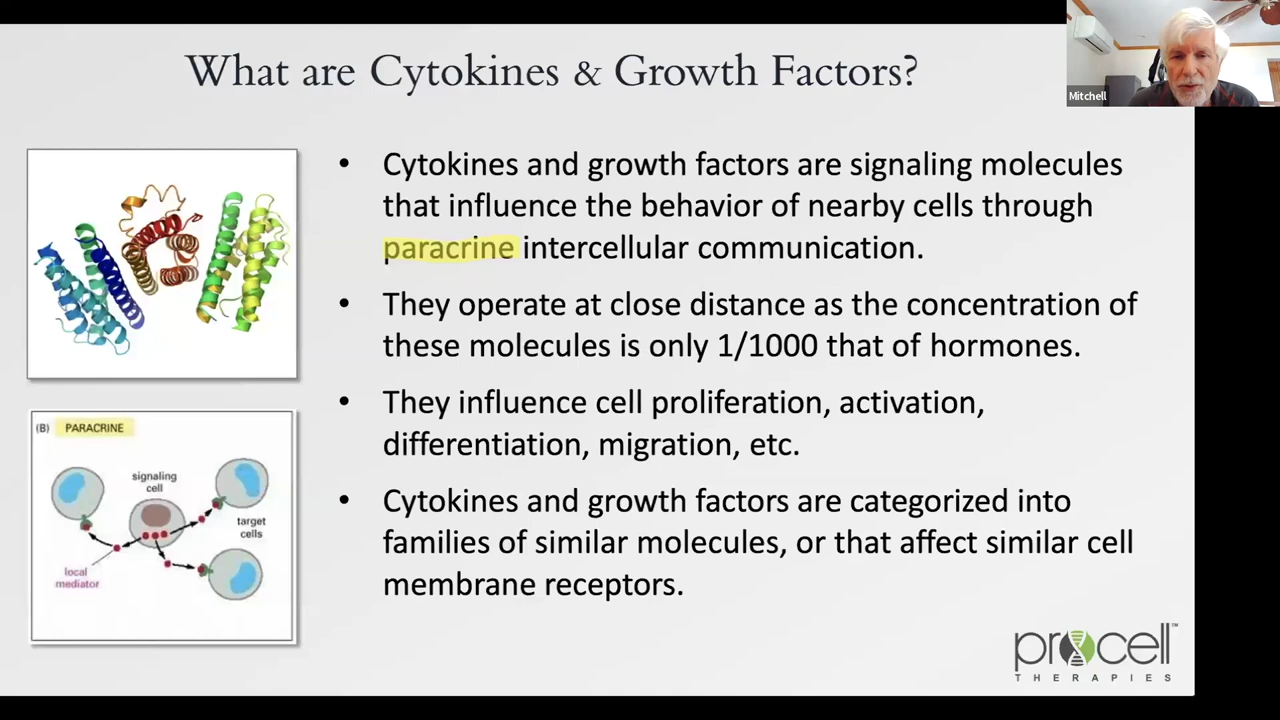 What are Cytokines & Growth Factors?
Mitchell
• Cytokines and growth factors are signaling molecules
that influence the behavior of nearby cells through
paracrine intercellular communication.
• They operate at close distance as the concentration of
these molecules is only 1/1000 that of hormones.
• They influence cell proliferation, activation,
differentiation, migration, etc.
• Cytokines and growth factors are categorized into
families of similar molecules, or that affect similar cell
membrane receptors.
(B) PARACRINE
signaling
cell
target
cells
local
mediator
procell™
THERAPIES